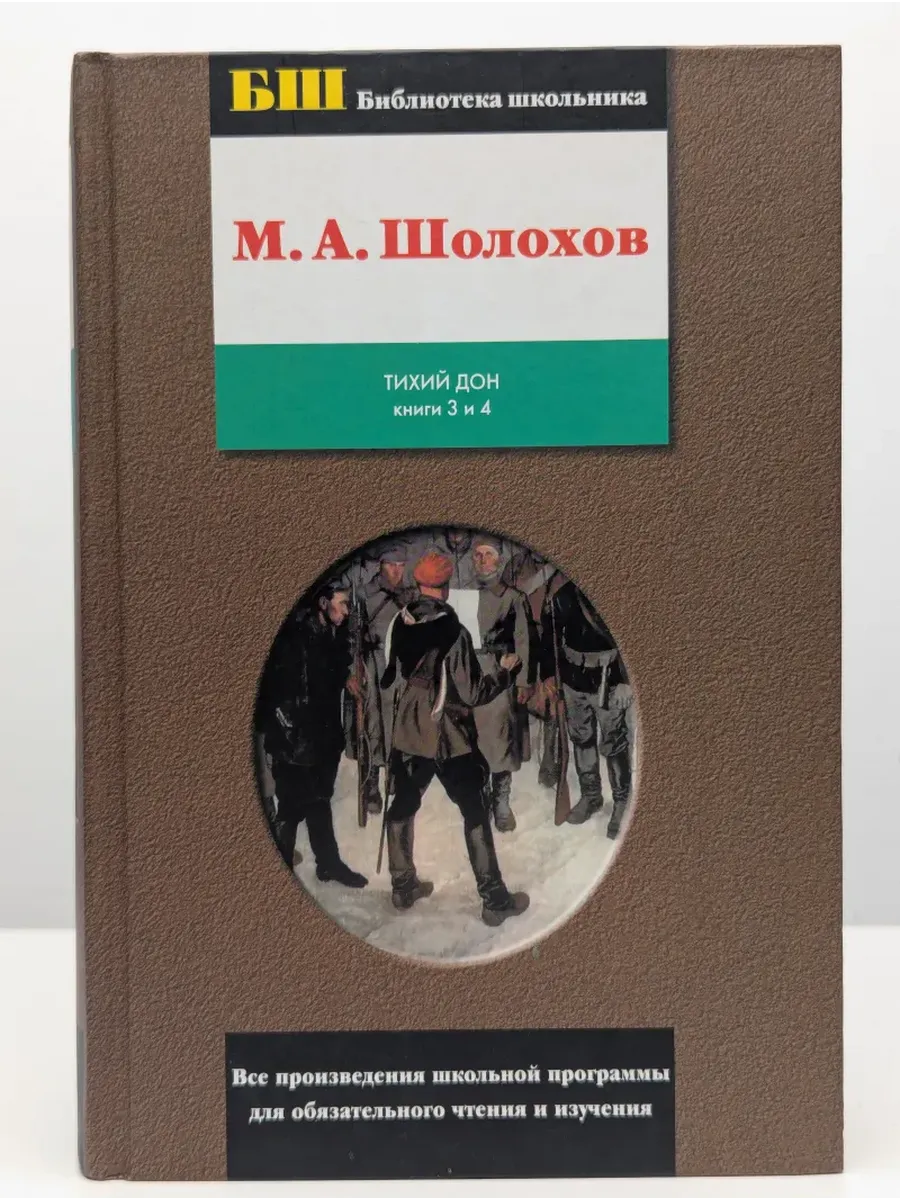 БШ Библиотека школьника
М. А. Шолохов
ТИХИЙ ДОН
книги 3 и 4
Все произведения школьной программы
для обязательного чтения и изучения